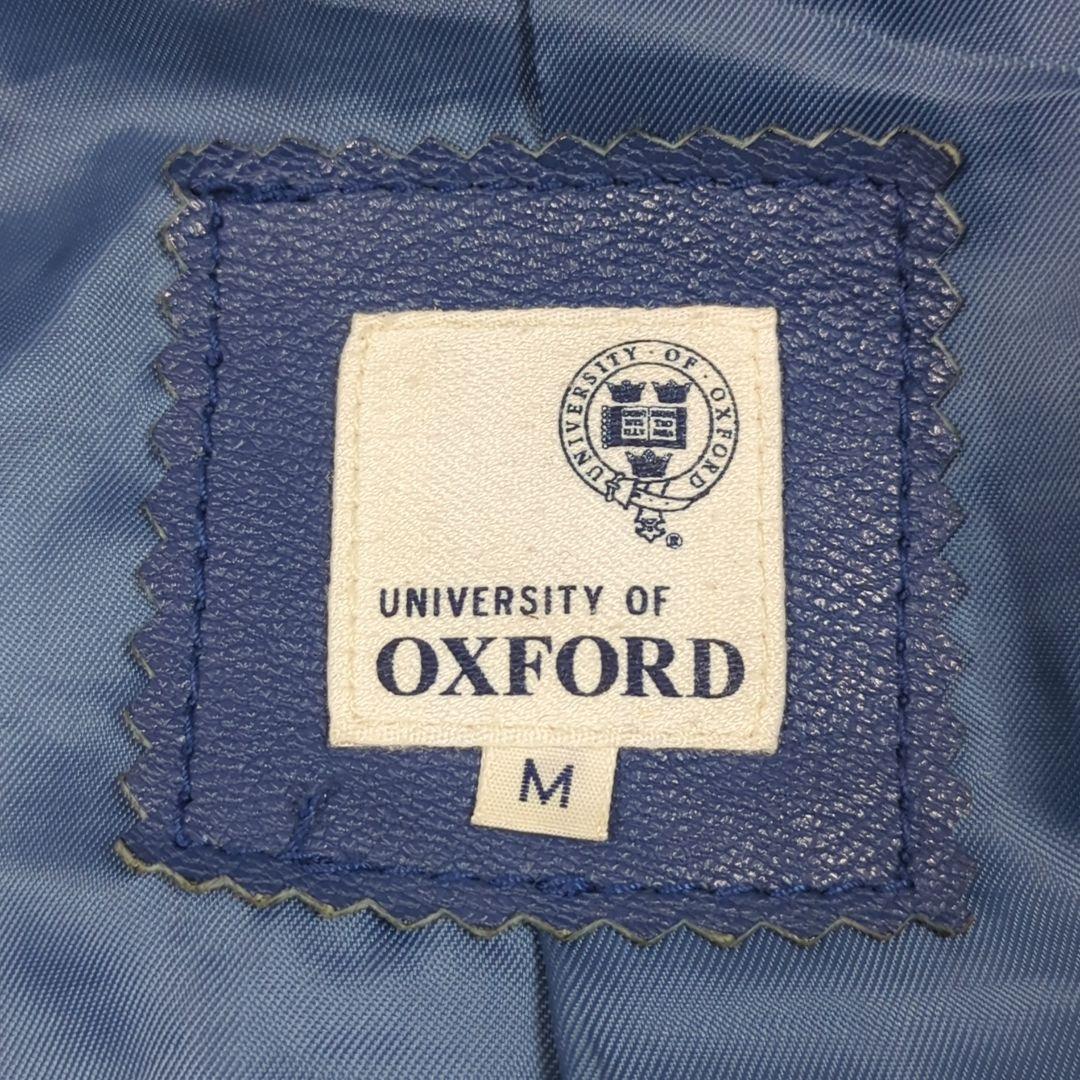 UNIVERSITY · OF · OXFORD
®
UNIVERSITY OF
OXFORD
M